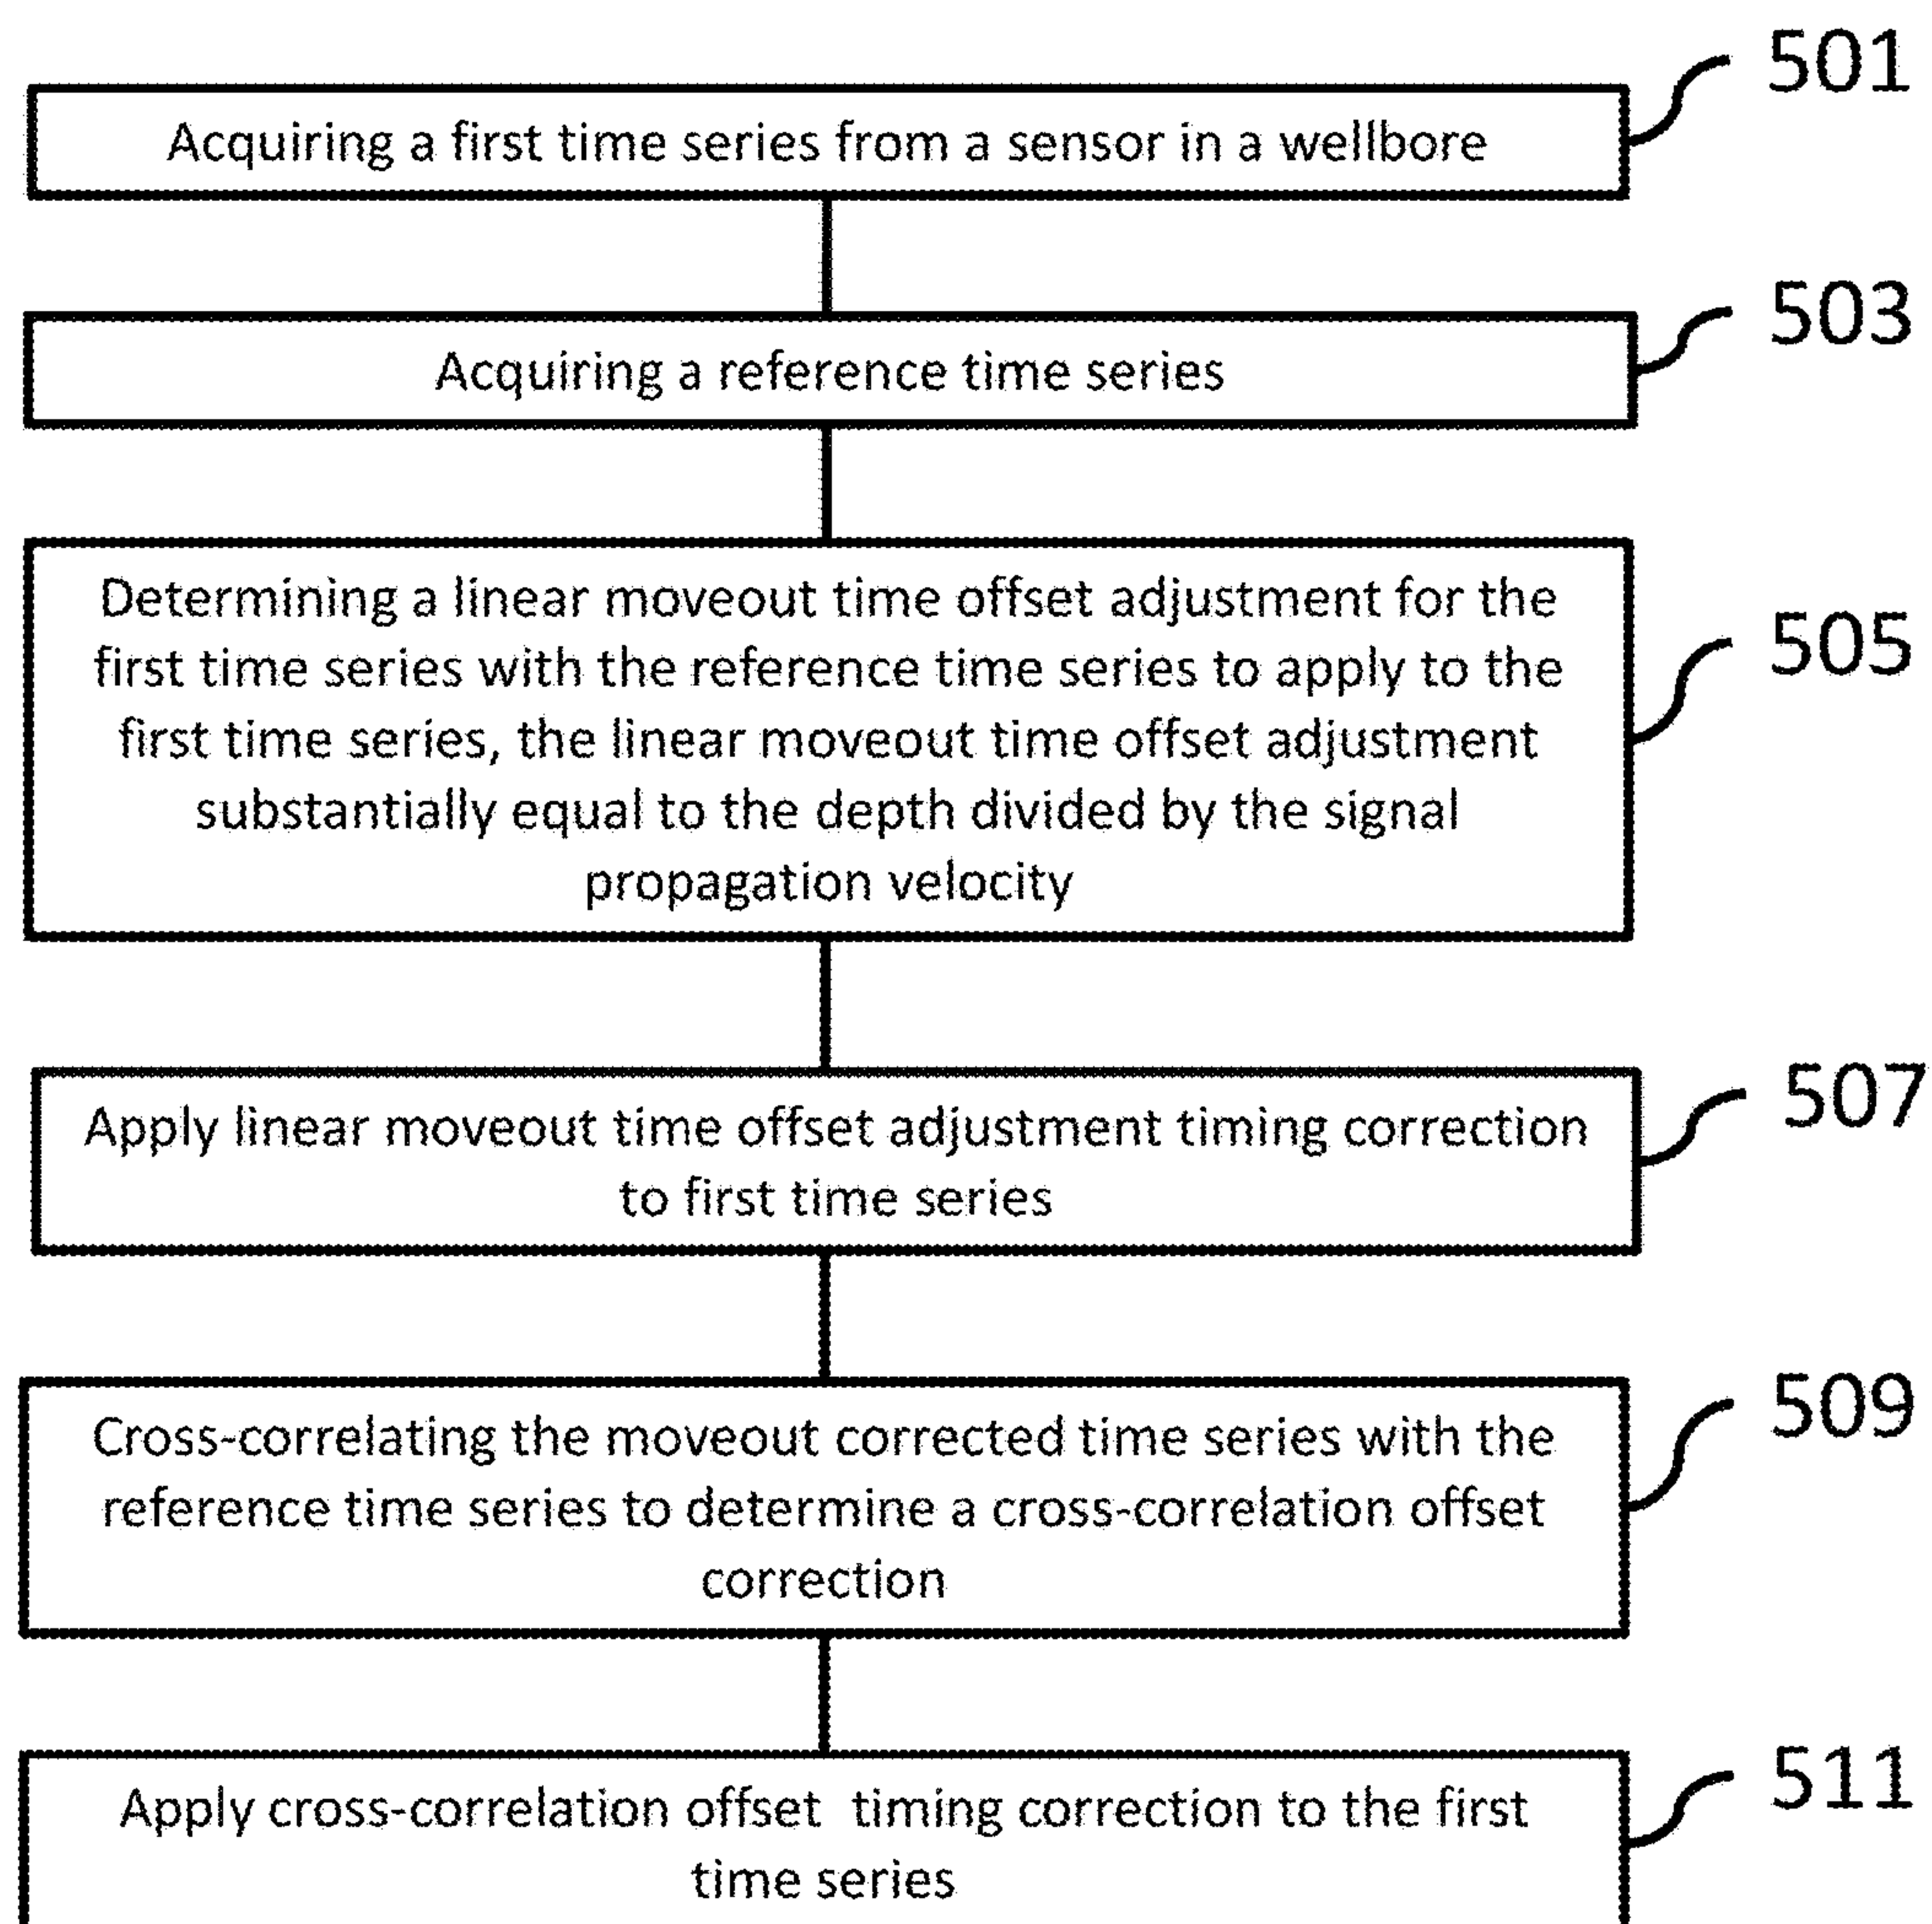 501
Acquiring a first time series from a sensor in a wellbore
503
Acquiring a reference time series
Determining a linear moveout time offset adjustment for the
505
first time series with the reference time series to apply to the
first time series, the linear moveout time offset adjustment
substantially equal to the depth divided by the signal
propagation velocity
507
Apply linear moveout time offset adjustment timing correction
to first time series
509
Cross-correlating the moveout corrected time series with the
reference time series to determine a cross-correlation offset
correction
511
Apply cross-correlation offset timing correction to the first
time series